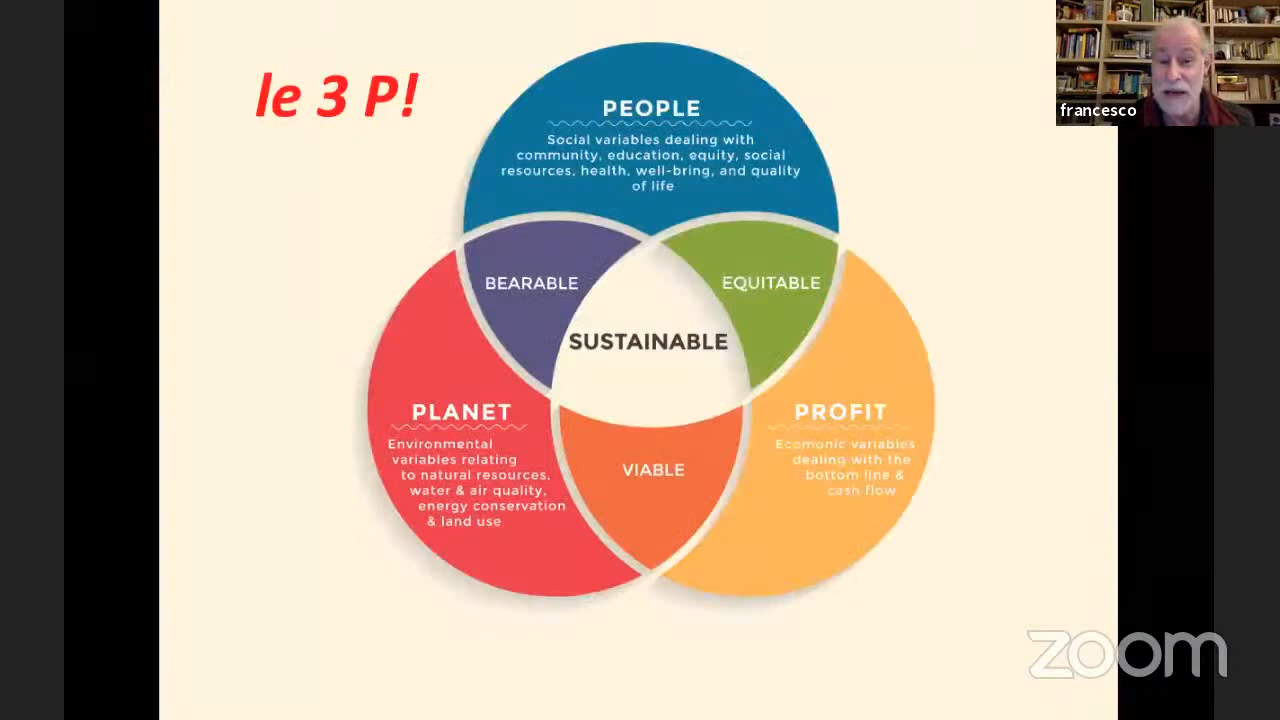 le 3 P!
francesco
PEOPLE
Social variables dealing with
community, education, equity, social
resources, health, well-bring, and quality
of life
BEARABLE
EQUITABLE
SUSTAINABLE
PLANET
Environmental
variables relating
to natural resources,
water & air quality,
energy conservation
& land use
PROFIT
Ecomonic variables
dealing with the
bottom line &
cash flow
VIABLE
zoom